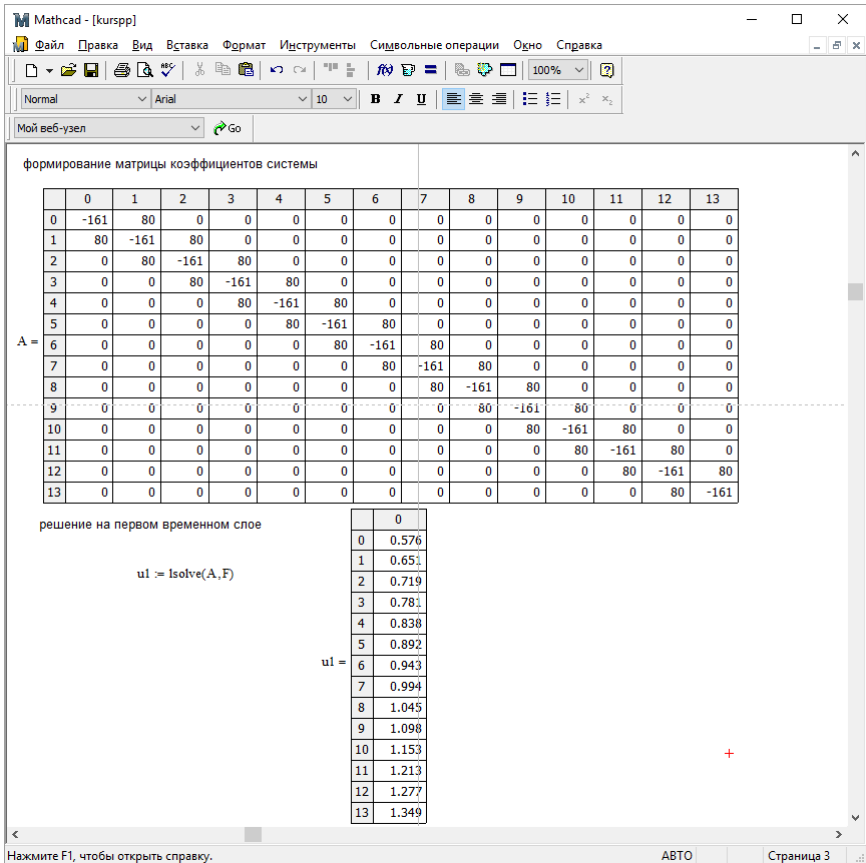 Mathcad - [kurspp]
Файл Правка Вид Вставка Формат Инструменты Символьные операции Окно Справка
100%
Normal Arial 10 B I U
Мой веб-узел Go
формирование матрицы коэффициентов системы
0 1 2 3 4 5 6 7 8 9 10 11 12 13
0 -161 80 0 0 0 0 0 0 0 0 0 0 0 0
1 80 -161 80 0 0 0 0 0 0 0 0 0 0 0
2 0 80 -161 80 0 0 0 0 0 0 0 0 0 0
3 0 0 80 -161 80 0 0 0 0 0 0 0 0 0
4 0 0 0 80 -161 80 0 0 0 0 0 0 0 0
5 0 0 0 0 80 -161 80 0 0 0 0 0 0 0
A = 6 0 0 0 0 0 80 -161 80 0 0 0 0 0 0
7 0 0 0 0 0 0 80 -161 80 0 0 0 0 0
8 0 0 0 0 0 0 0 80 -161 80 0 0 0 0
9 0 0 0 0 0 0 0 0 80 -161 80 0 0 0
10 0 0 0 0 0 0 0 0 0 80 -161 80 0 0
11 0 0 0 0 0 0 0 0 0 0 80 -161 80 0
12 0 0 0 0 0 0 0 0 0 0 0 80 -161 80
13 0 0 0 0 0 0 0 0 0 0 0 0 80 -161
решение на первом временном слое
u1 := lsolve(A,F)
0
0 0.576
1 0.651
2 0.719
3 0.781
4 0.838
5 0.892
u1 = 6 0.943
7 0.994
8 1.045
9 1.098
10 1.153
11 1.213
12 1.277
13 1.349
Нажмите F1, чтобы открыть справку. АВТО Страница 3